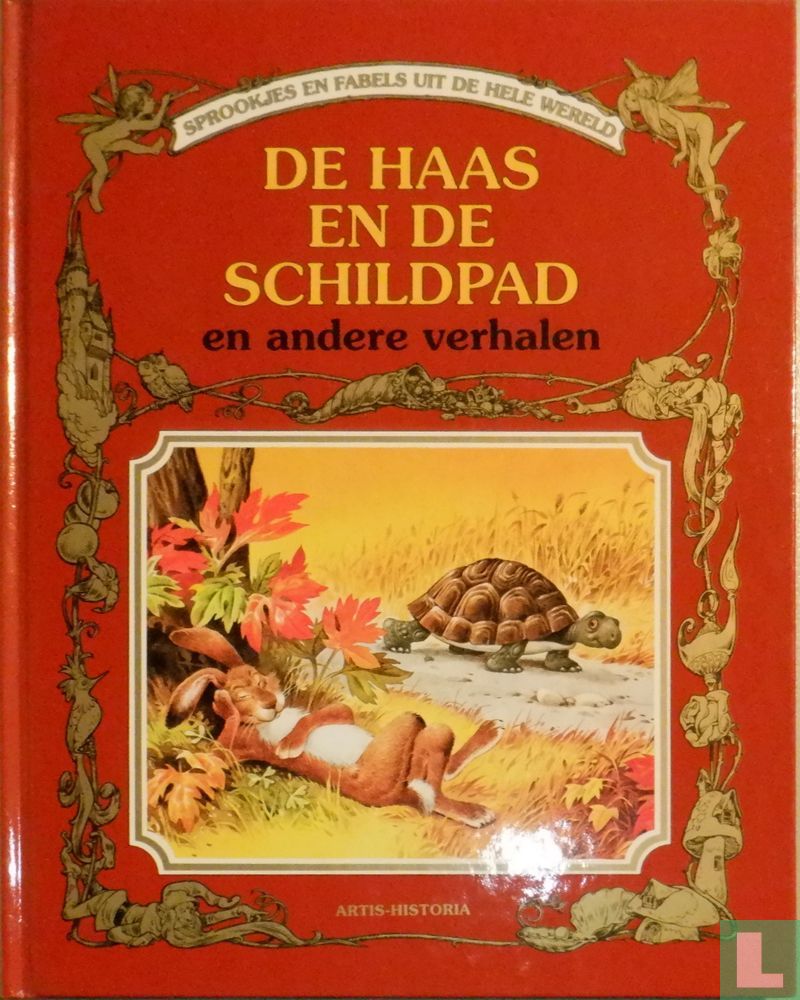 SPROOKJES EN FABELS UIT DE HELE WERELD
DE HAAS
EN DE
SCHILDPAD
en andere verhalen
ARTIS-HISTORIA
L